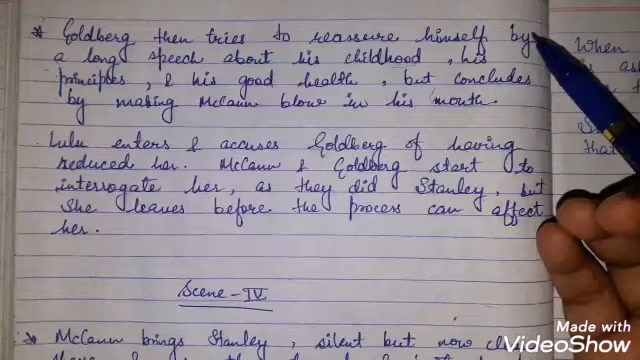 * Goldberg then tries to reassure himself by
a long speech about his childhood, his
principles, & his good health, but concludes
by making McCann blow in his mouth.
Lulu enters & accuses Goldberg of having
seduced her. McCann & Goldberg start to
interrogate her, as they did Stanley, but
she leaves before the process can affect
her.
Scene-IV
* McCann brings Stanley, silent but now
When
Made with
VideoShow